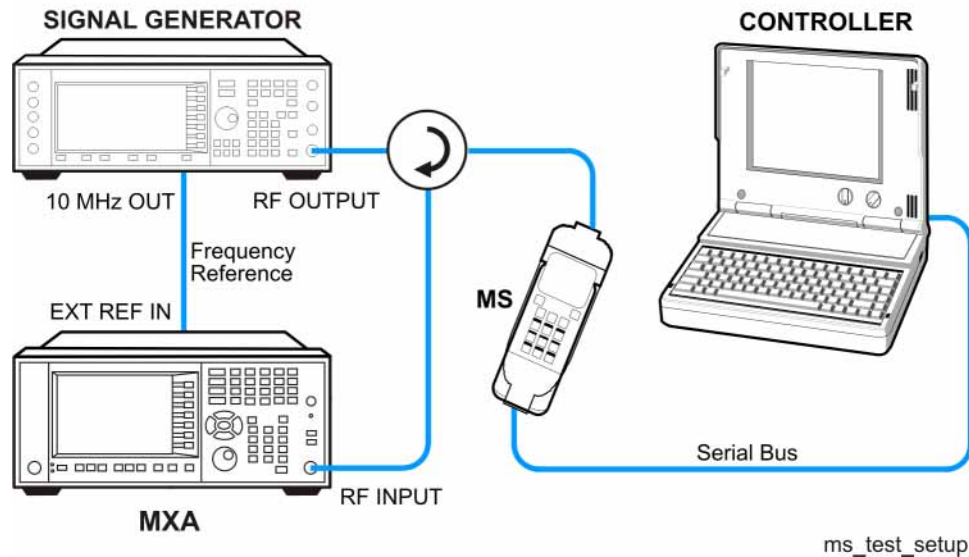 SIGNAL GENERATOR
CONTROLLER
10 MHz OUT
RF OUTPUT
Frequency
Reference
MS
EXT REF IN
Serial Bus
RF INPUT
MXA
ms_test_setup